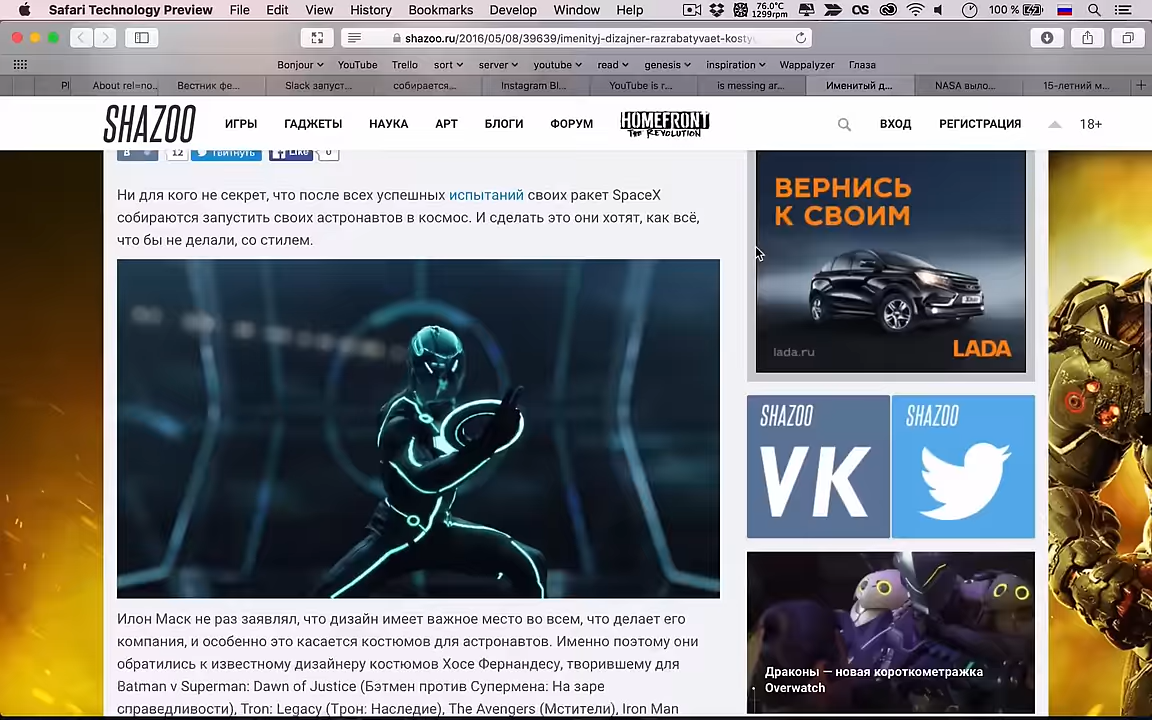 Safari Technology Preview File Edit View History Bookmarks Develop Window Help 76.0°C 1299rpm OS 100 %
shazoo.ru/2016/05/08/39639/imenityj-dizajner-razrabatyvaet-kosty
Bonjour YouTube Trello sort server youtube read genesis inspiration Wappalyzer Глаза
About rel=no.. Вестник фе... Slack запуст... собирается... Instagram Bl... YouTube is r... is messing ar... Именитый д... NASA выло... 15-летний м...
SHAZOO ИГРЫ ГАДЖЕТЫ НАУКА АРТ БЛОГИ ФОРУМ HOMEFRONT THE REVOLUTION ВХОД РЕГИСТРАЦИЯ 18+
В 12 Твитнуть Like 0
Ни для кого не секрет, что после всех успешных испытаний своих ракет SpaceX
собираются запустить своих астронавтов в космос. И сделать это они хотят, как всё,
что бы не делали, со стилем.
Илон Маск не раз заявлял, что дизайн имеет важное место во всем, что делает его
компания, и особенно это касается костюмов для астронавтов. Именно поэтому они
обратились к известному дизайнеру костюмов Хосе Фернандесу, творившему для
Batman v Superman: Dawn of Justice (Бэтмен против Супермена: На заре
справедливости), Tron: Legacy (Трон: Наследие), The Avengers (Мстители), Iron Man
ВЕРНИСЬ
К СВОИМ
lada.ru LADA
SHAZOO
VK
SHAZOO
Драконы — новая короткометражка
Overwatch